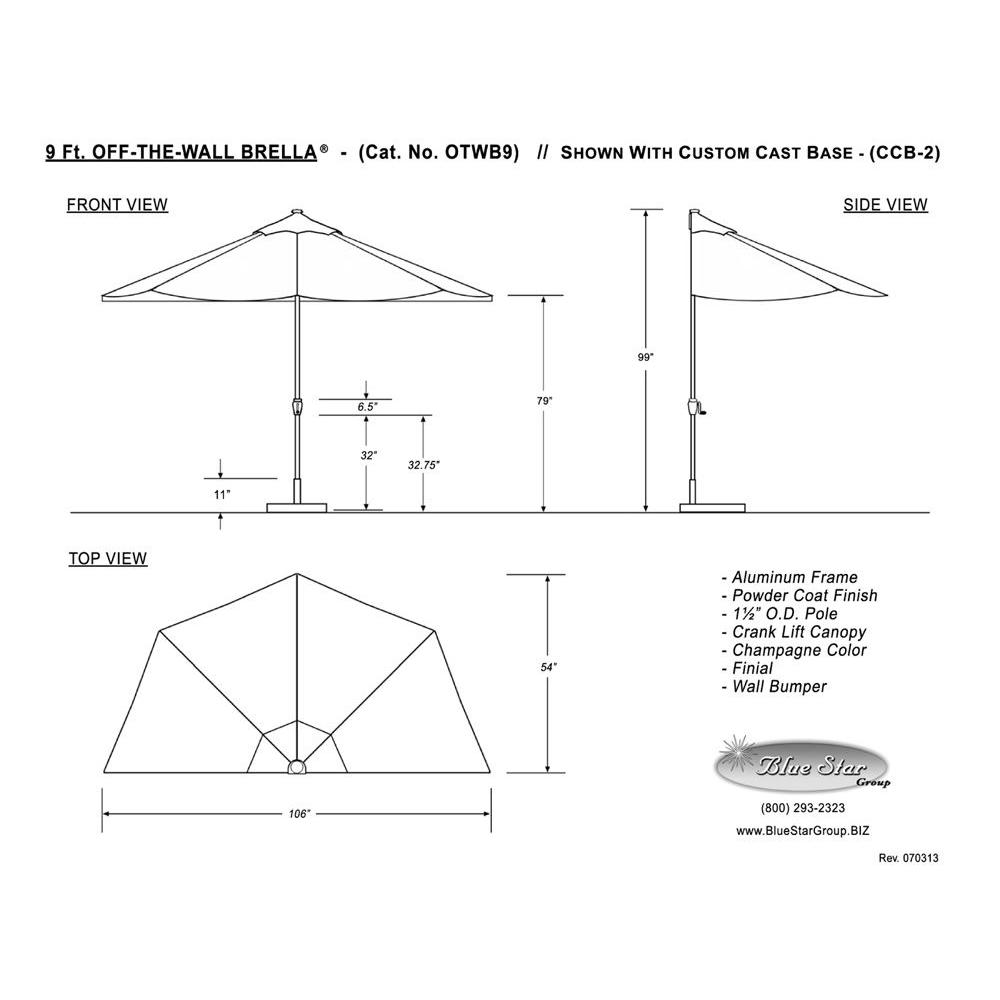 9 Ft. OFF-THE-WALL BRELLA® - (Cat. No. OTWB9) // SHOWN WITH CUSTOM CAST BASE - (CCB-2)
FRONT VIEW
SIDE VIEW
99”
79”
6.5”
32”
32.75”
11”
TOP VIEW
54”
106”
- Aluminum Frame
- Powder Coat Finish
- 1½” O.D. Pole
- Crank Lift Canopy
- Champagne Color
- Finial
- Wall Bumper
Blue Star
Group
(800) 293-2323
www.BlueStarGroup.BIZ
Rev. 070313